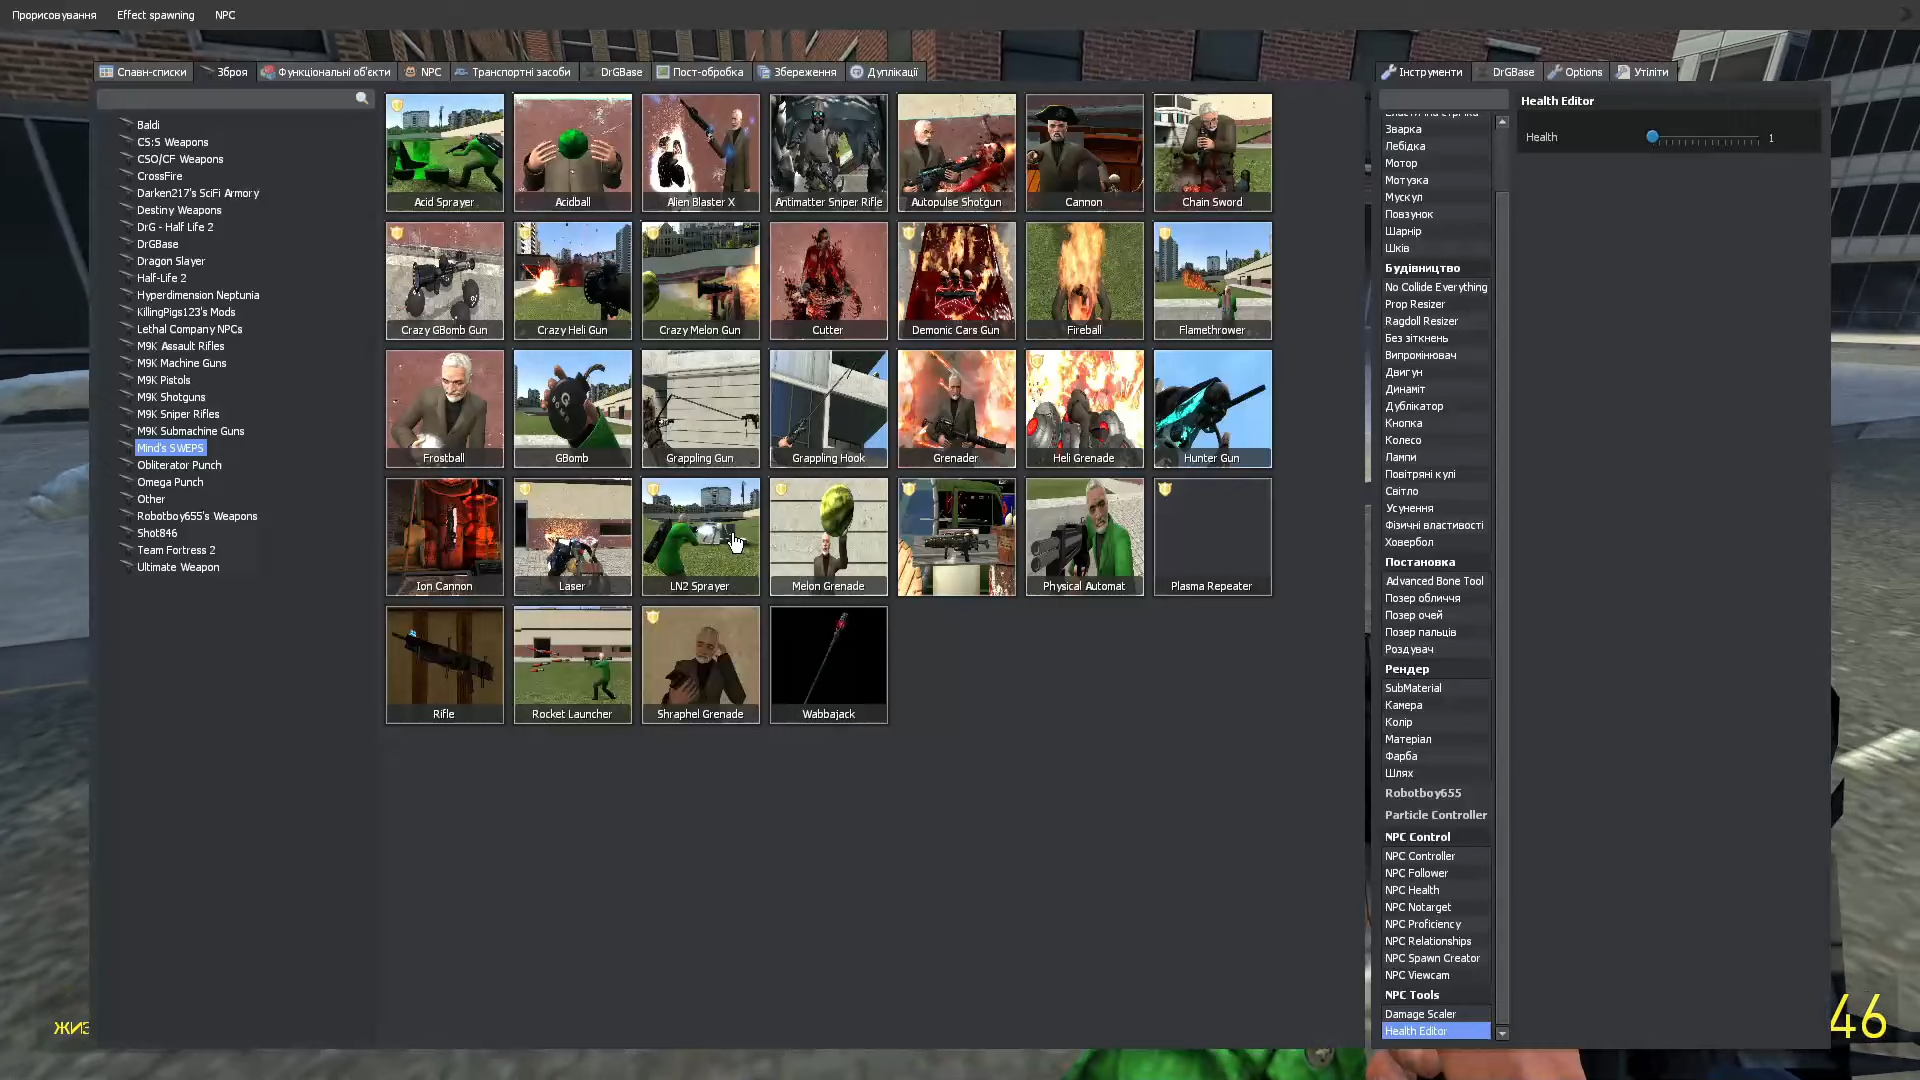 Прорисовування Effect spawning NPC
Спавн-списки Зброя Функціональні об'єкти NPC Транспортні засоби DrGBase Пост-обробка Збереження Дуплікації
Baldi
CS:S Weapons
CSO/CF Weapons
CrossFire
Darken217's SciFi Armory
Destiny Weapons
DrG - Half Life 2
DrGBase
Dragon Slayer
Half-Life 2
Hyperdimension Neptunia
KillingPigs123's Mods
Lethal Company NPCs
M9K Assault Rifles
M9K Machine Guns
M9K Pistols
M9K Shotguns
M9K Sniper Rifles
M9K Submachine Guns
Mind's SWEPS
Obliterator Punch
Omega Punch
Other
Robotboy655's Weapons
Shot846
Team Fortress 2
Ultimate Weapon
Acid Sprayer Acidball Alien Blaster X Antimatter Sniper Rifle Autopulse Shotgun Cannon Chain Sword
Crazy GBomb Gun Crazy Heli Gun Crazy Melon Gun Cutter Demonic Cars Gun Fireball Flamethrower
Frostball GBomb Grappling Gun Grappling Hook Grenader Heli Grenade Hunter Gun
Ion Cannon Laser LN2 Sprayer Melon Grenade Physical Automat Plasma Repeater
Rifle Rocket Launcher Shraphel Grenade Wabbajack
Інструменти DrGBase Options Утіліти
Зварка
Лебідка
Мотор
Мотузка
Мускул
Повзунок
Шарнір
Шків
Будівництво
No Collide Everything
Prop Resizer
Ragdoll Resizer
Без зіткнень
Випромінювач
Двигун
Динаміт
Дублікатор
Кнопка
Колесо
Лампи
Повітряні кулі
Світло
Усунення
Фізичні властивості
Ховербол
Постановка
Advanced Bone Tool
Позер обличчя
Позер очей
Позер пальців
Роздувач
Рендер
SubMaterial
Камера
Колір
Матеріал
Фарба
Шлях
Robotboy655
Particle Controller
NPC Control
NPC Controller
NPC Follower
NPC Health
NPC Notarget
NPC Proficiency
NPC Relationships
NPC Spawn Creator
NPC Viewcam
NPC Tools
Damage Scaler
Health Editor
Health Editor
Health 1
46